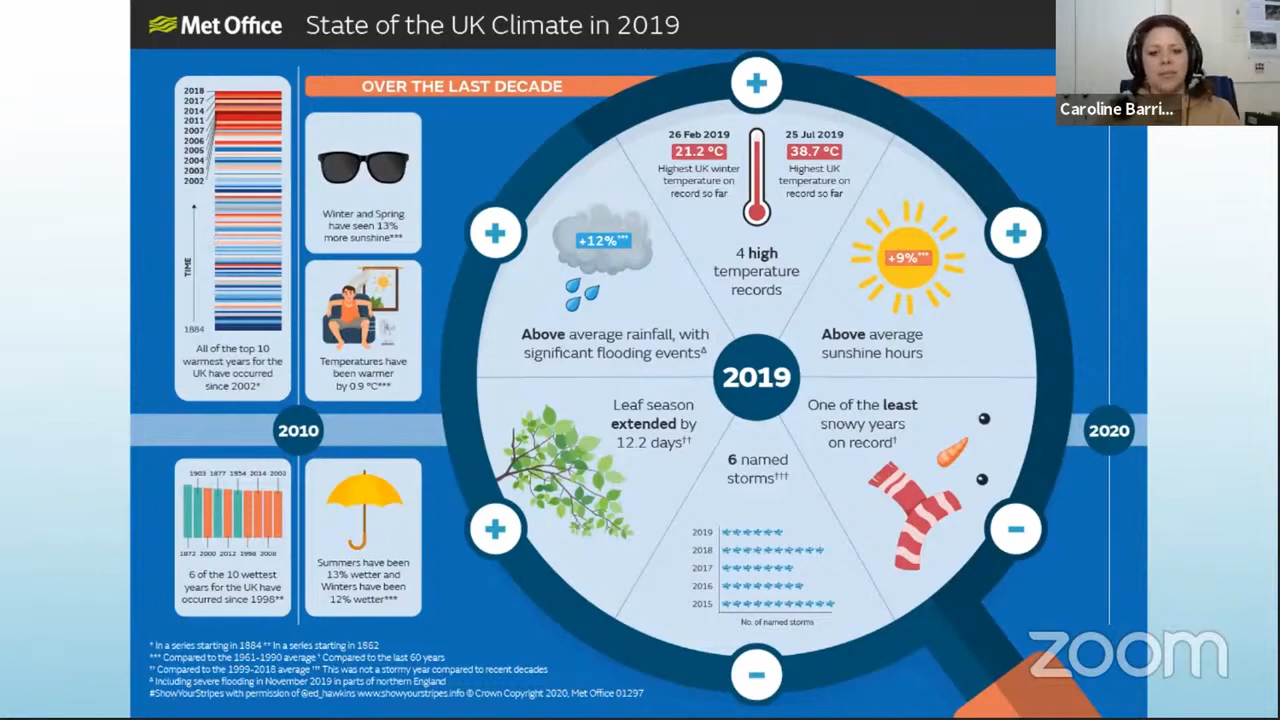 Met Office State of the UK Climate in 2019
Caroline Barri...
OVER THE LAST DECADE
2018
2017
2014
2011
2007
2006
2005
2004
2003
2002
TIME
1884
All of the top 10
warmest years for the
UK have occurred
since 2002*
Winter and Spring
have seen 13%
more sunshine***
Temperatures have
been warmer
by 0.9 °C***
2010
1903 1877 1954 2014 2002
1872 2000 2012 1998 2008
6 of the 10 wettest
years for the UK have
occurred since 1998**
Summers have been
13% wetter and
Winters have been
12% wetter***
26 Feb 2019
21.2 °C
Highest UK winter
temperature on
record so far
25 Jul 2019
38.7 °C
Highest UK
temperature on
record so far
4 high
temperature
records
+12%***
Above average rainfall, with
significant flooding eventsᐞ
+9%***
Above average
sunshine hours
2019
Leaf season
extended by
12.2 days††
One of the least
snowy years
on record†
6 named
storms†††
2019
2018
2017
2016
2015
No. of named storms
2020
* In a series starting in 1884 ** In a series starting in 1862
*** Compared to the 1961-1990 average † Compared to the last 60 years
†† Compared to the 1999-2018 average ††† This was not a stormy year compared to recent decades
ᐞ Including severe flooding in November 2019 in parts of northern England
#ShowYourStripes with permission of @ed_hawkins www.showyourstripes.info © Crown Copyright 2020, Met Office 01297
zoom